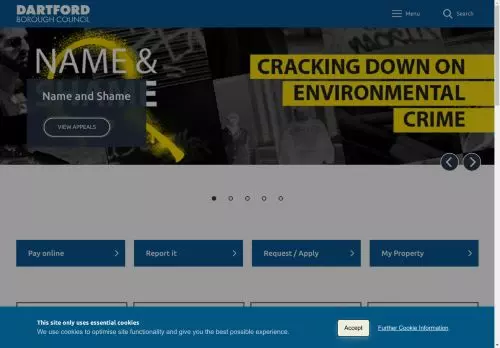 DARTFORD
BOROUGH COUNCIL
Menu
Search
NAME &
CRACKING DOWN ON
ENVIRONMENTAL
CRIME
Name and Shame
VIEW APPEALS
Pay online
Report it
Request / Apply
My Property
This site only uses essential cookies
We use cookies to optimise site functionality and give you the best possible experience.
Accept
Further Cookie Information.